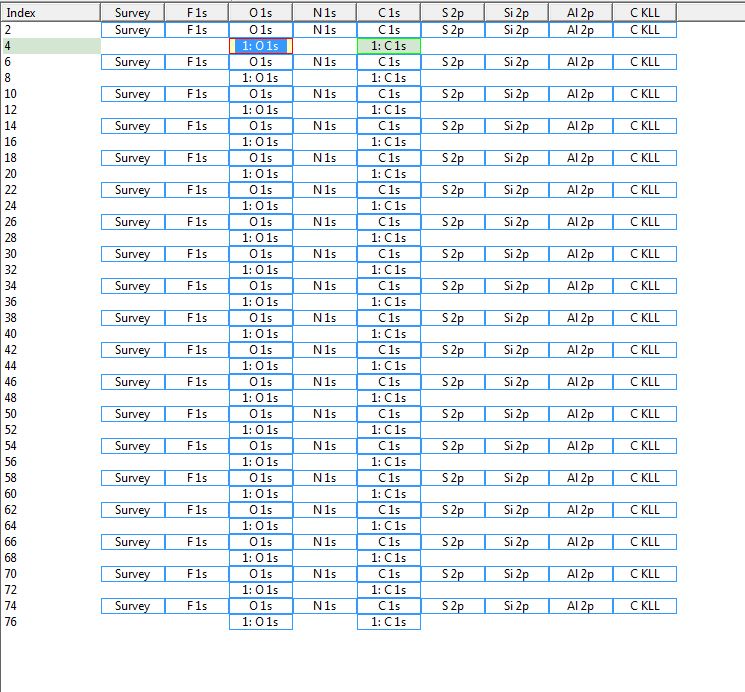 Index Survey F 1s O 1s N 1s C 1s S 2p Si 2p Al 2p C KLL
2 Survey F 1s O 1s N 1s C 1s S 2p Si 2p Al 2p C KLL
4 1: O 1s 1: C 1s
6 Survey F 1s O 1s N 1s C 1s S 2p Si 2p Al 2p C KLL
8 1: O 1s 1: C 1s
10 Survey F 1s O 1s N 1s C 1s S 2p Si 2p Al 2p C KLL
12 1: O 1s 1: C 1s
14 Survey F 1s O 1s N 1s C 1s S 2p Si 2p Al 2p C KLL
16 1: O 1s 1: C 1s
18 Survey F 1s O 1s N 1s C 1s S 2p Si 2p Al 2p C KLL
20 1: O 1s 1: C 1s
22 Survey F 1s O 1s N 1s C 1s S 2p Si 2p Al 2p C KLL
24 1: O 1s 1: C 1s
26 Survey F 1s O 1s N 1s C 1s S 2p Si 2p Al 2p C KLL
28 1: O 1s 1: C 1s
30 Survey F 1s O 1s N 1s C 1s S 2p Si 2p Al 2p C KLL
32 1: O 1s 1: C 1s
34 Survey F 1s O 1s N 1s C 1s S 2p Si 2p Al 2p C KLL
36 1: O 1s 1: C 1s
38 Survey F 1s O 1s N 1s C 1s S 2p Si 2p Al 2p C KLL
40 1: O 1s 1: C 1s
42 Survey F 1s O 1s N 1s C 1s S 2p Si 2p Al 2p C KLL
44 1: O 1s 1: C 1s
46 Survey F 1s O 1s N 1s C 1s S 2p Si 2p Al 2p C KLL
48 1: O 1s 1: C 1s
50 Survey F 1s O 1s N 1s C 1s S 2p Si 2p Al 2p C KLL
52 1: O 1s 1: C 1s
54 Survey F 1s O 1s N 1s C 1s S 2p Si 2p Al 2p C KLL
56 1: O 1s 1: C 1s
58 Survey F 1s O 1s N 1s C 1s S 2p Si 2p Al 2p C KLL
60 1: O 1s 1: C 1s
62 Survey F 1s O 1s N 1s C 1s S 2p Si 2p Al 2p C KLL
64 1: O 1s 1: C 1s
66 Survey F 1s O 1s N 1s C 1s S 2p Si 2p Al 2p C KLL
68 1: O 1s 1: C 1s
70 Survey F 1s O 1s N 1s C 1s S 2p Si 2p Al 2p C KLL
72 1: O 1s 1: C 1s
74 Survey F 1s O 1s N 1s C 1s S 2p Si 2p Al 2p C KLL
76 1: O 1s 1: C 1s